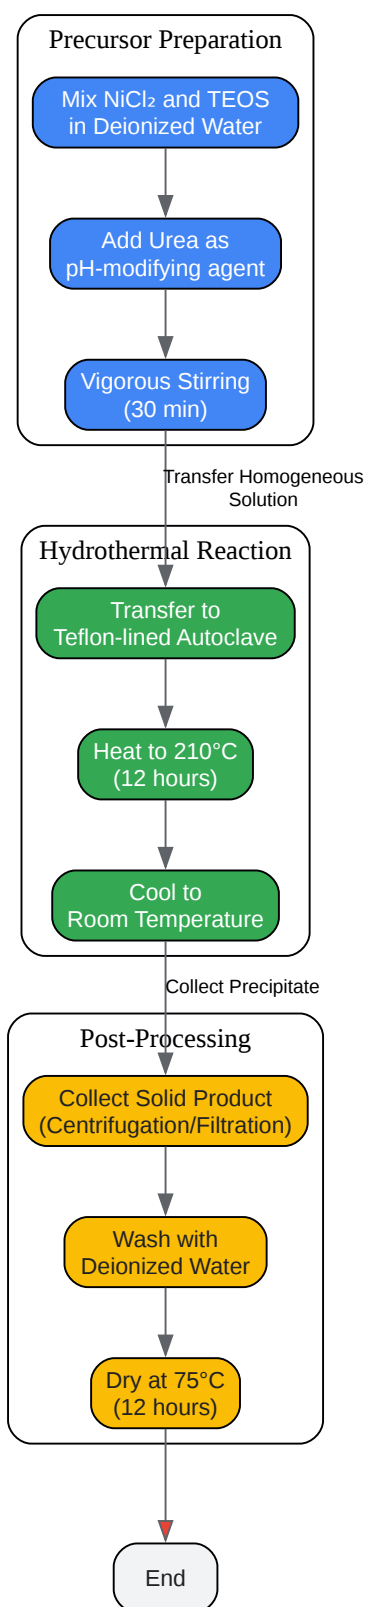 Precursor Preparation
Mix NiCl₂ and TEOS
in Deionized Water
Add Urea as
pH-modifying agent
Vigorous Stirring
(30 min)
Transfer Homogeneous
Solution
Hydrothermal Reaction
Transfer to
Teflon-lined Autoclave
Heat to 210°C
(12 hours)
Cool to
Room Temperature
Collect Precipitate
Post-Processing
Collect Solid Product
(Centrifugation/Filtration)
Wash with
Deionized Water
Dry at 75°C
(12 hours)
End